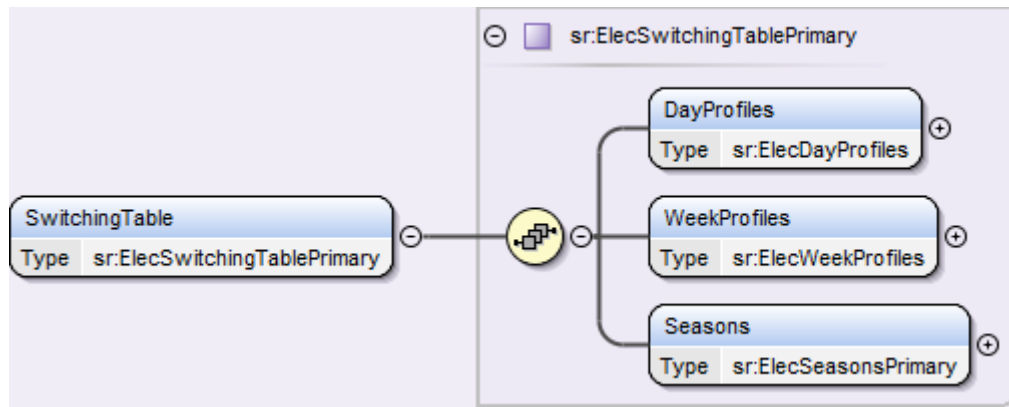 sr:ElecSwitchingTablePrimary
DayProfiles
Type sr:ElecDayProfiles
SwitchingTable
Type sr:ElecSwitchingTablePrimary
WeekProfiles
Type sr:ElecWeekProfiles
Seasons
Type sr:ElecSeasonsPrimary